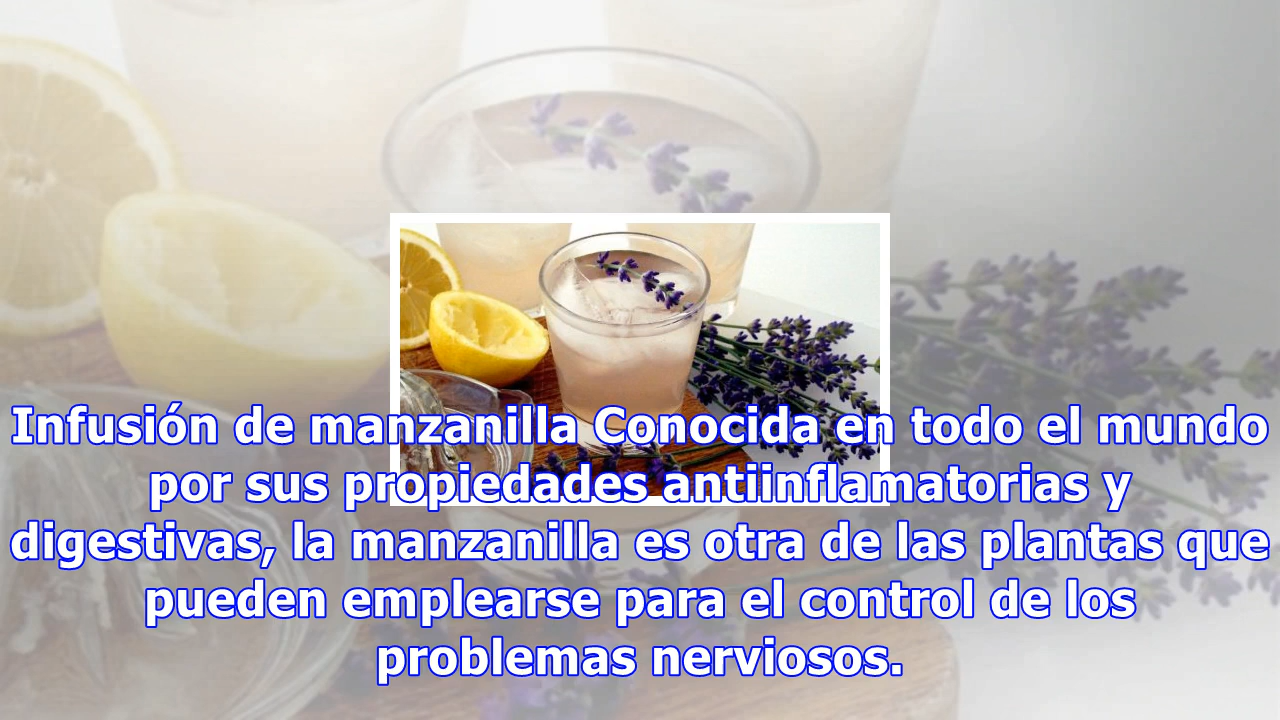 Infusión de manzanilla Conocida en todo el mundo
por sus propiedades antiinflamatorias y
digestivas, la manzanilla es otra de las plantas que
pueden emplearse para el control de los
problemas nerviosos.